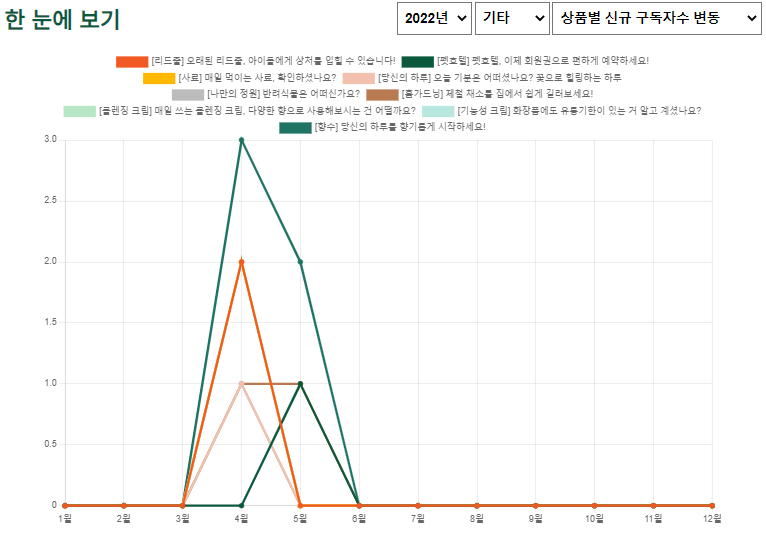 한 눈에 보기
2022년 기타 상품별 신규 구독자수 변동
[리드줄] 오래된 리드줄, 아이들에게 상처를 입힐 수 있습니다! [펫호텔] 펫호텔, 이제 회원권으로 편하게 예약하세요!
[사료] 매일 먹이는 사료, 확인하셨나요? [당신의 하루] 오늘 기분은 어떠셨나요? 꽃으로 힐링하는 하루
[나만의 정원] 반려식물은 어떠신가요? [홈가드닝] 제철 채소를 집에서 쉽게 길러보세요!
[클렌징 크림] 매일 쓰는 클렌징 크림, 다양한 향으로 사용해보시는 건 어떨까요? [기능성 크림] 화장품에도 유통기한이 있는 거 알고 계셨나요?
[향수] 당신의 하루를 향기롭게 시작하세요!
3.0
2.5
2.0
1.5
1.0
0.5
0
1월 2월 3월 4월 5월 6월 7월 8월 9월 10월 11월 12월